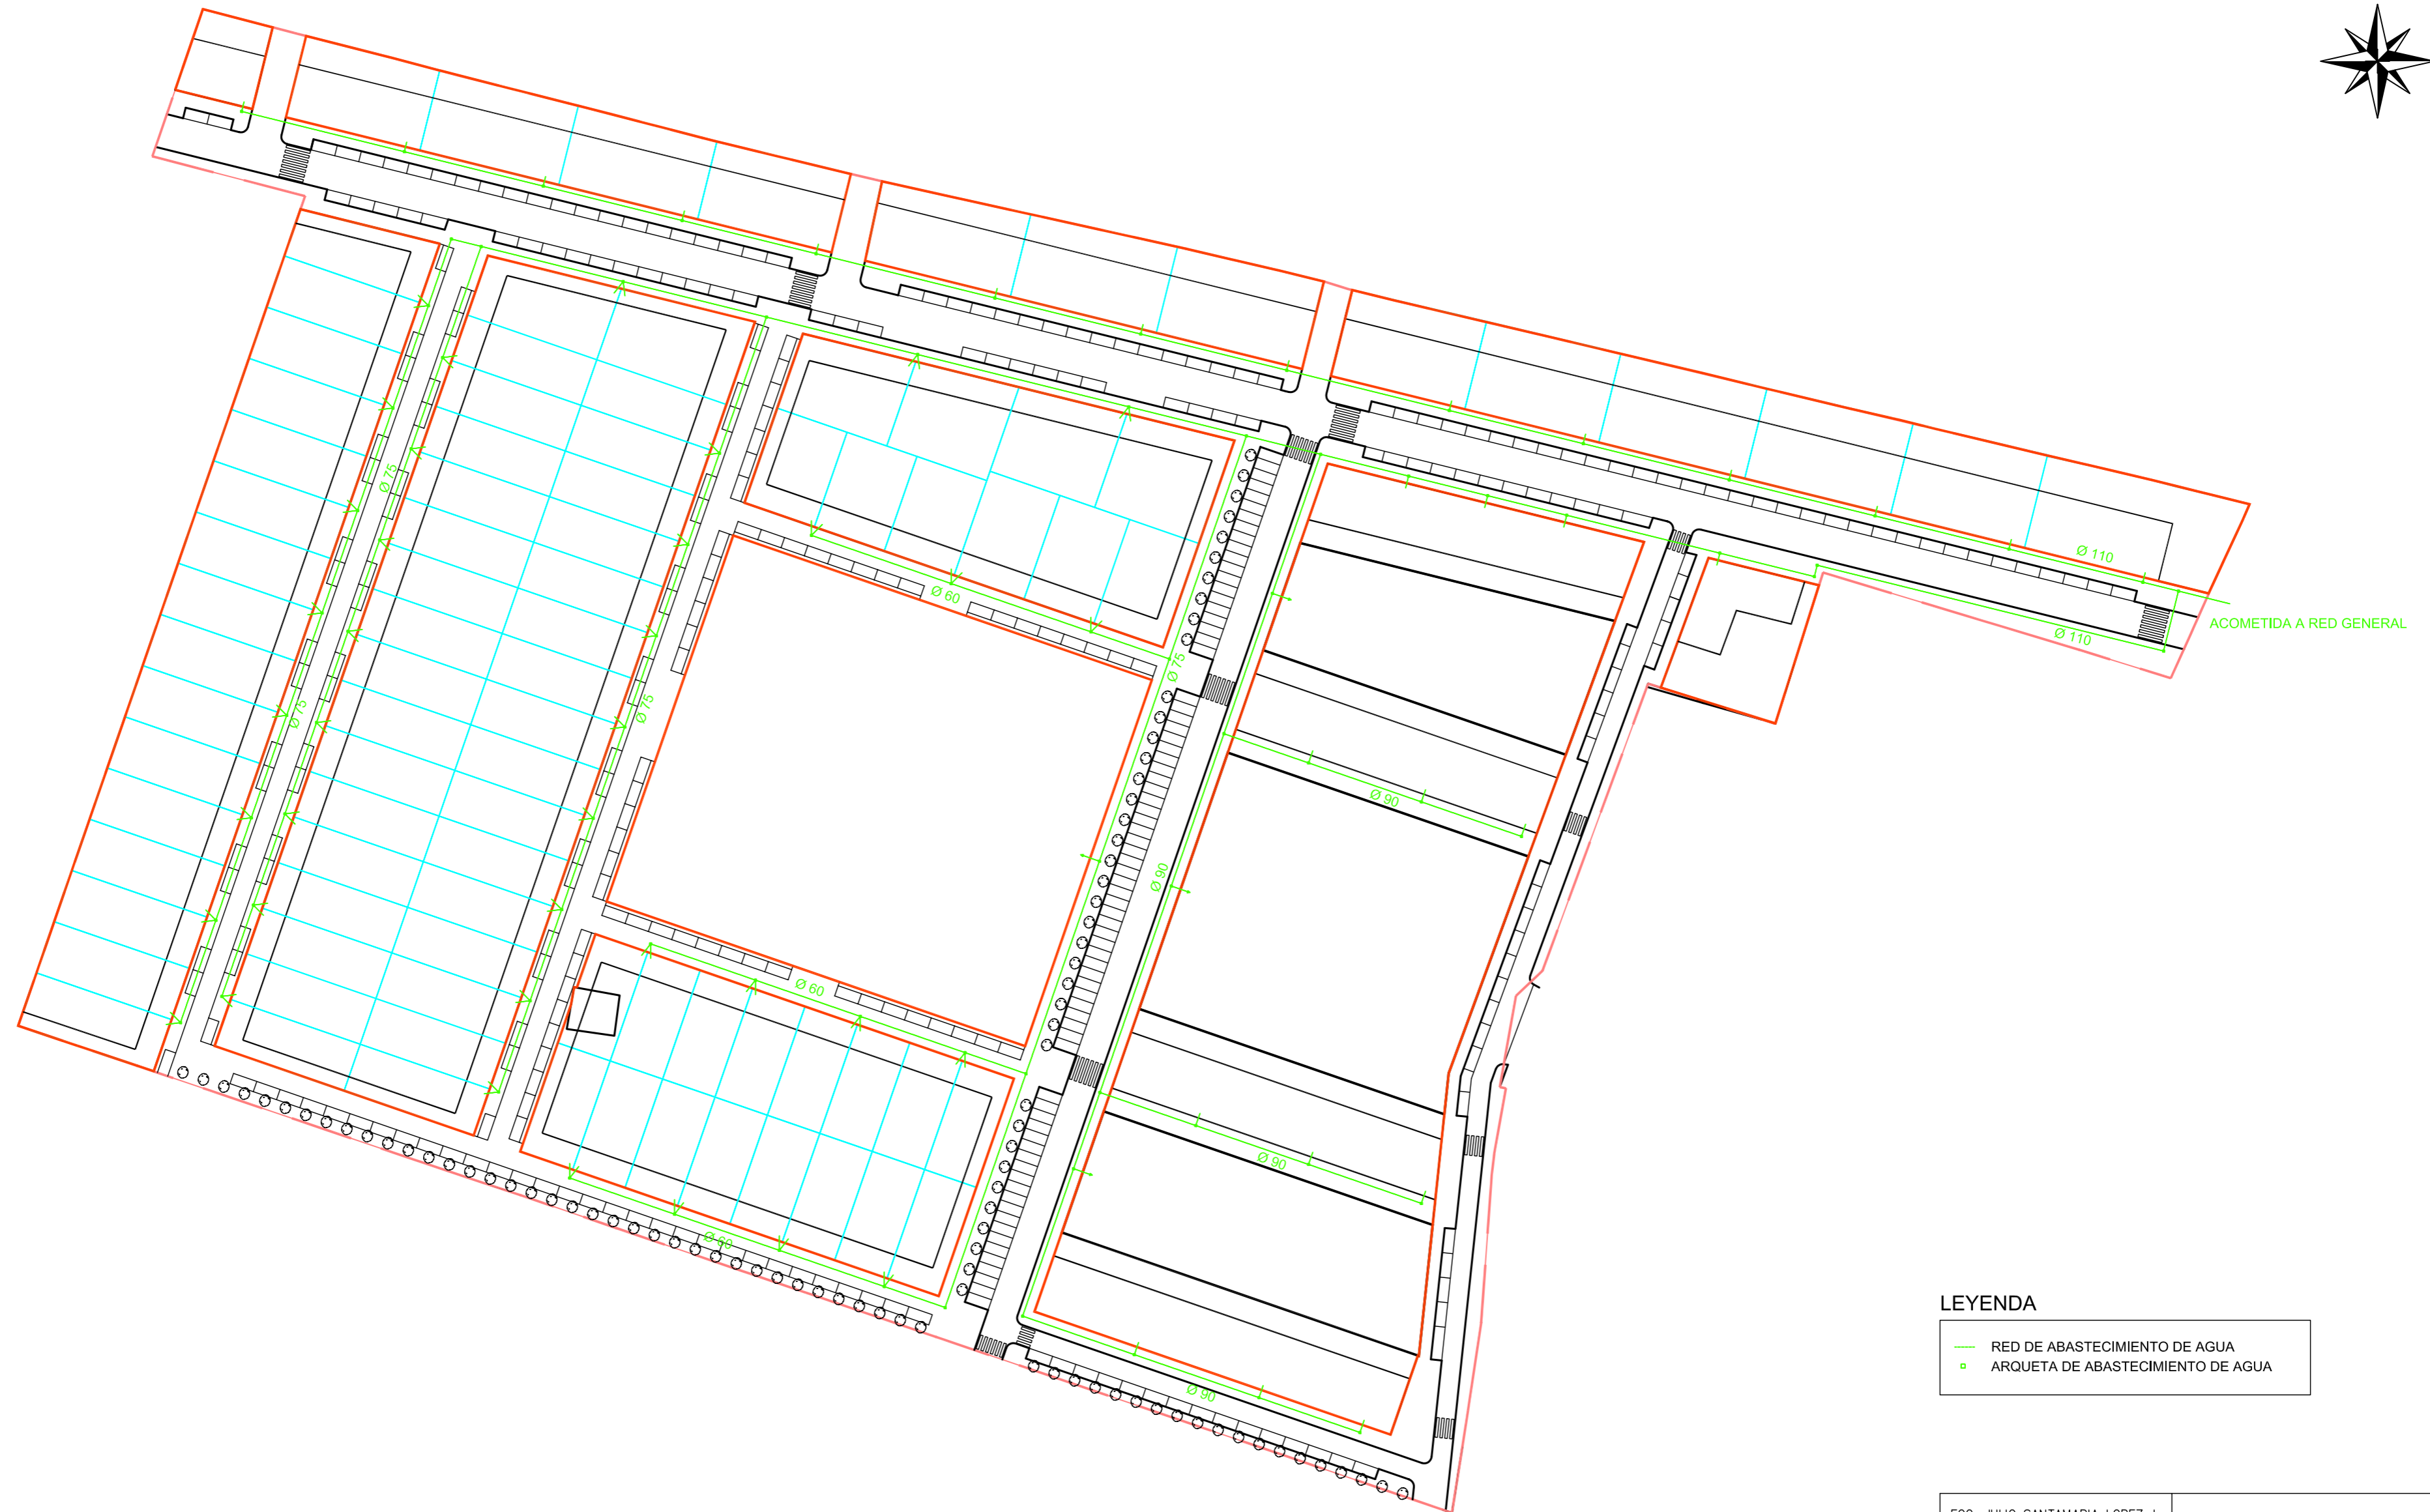 Ø 110
ACOMETIDA A RED GENERAL
Ø 110
Ø 75
Ø 60
Ø 75
Ø 75
Ø 75
Ø 90
Ø 90
Ø 60
Ø 90
Ø 60
Ø 90
LEYENDA
RED DE ABASTECIMIENTO DE AGUA
ARQUETA DE ABASTECIMIENTO DE AGUA